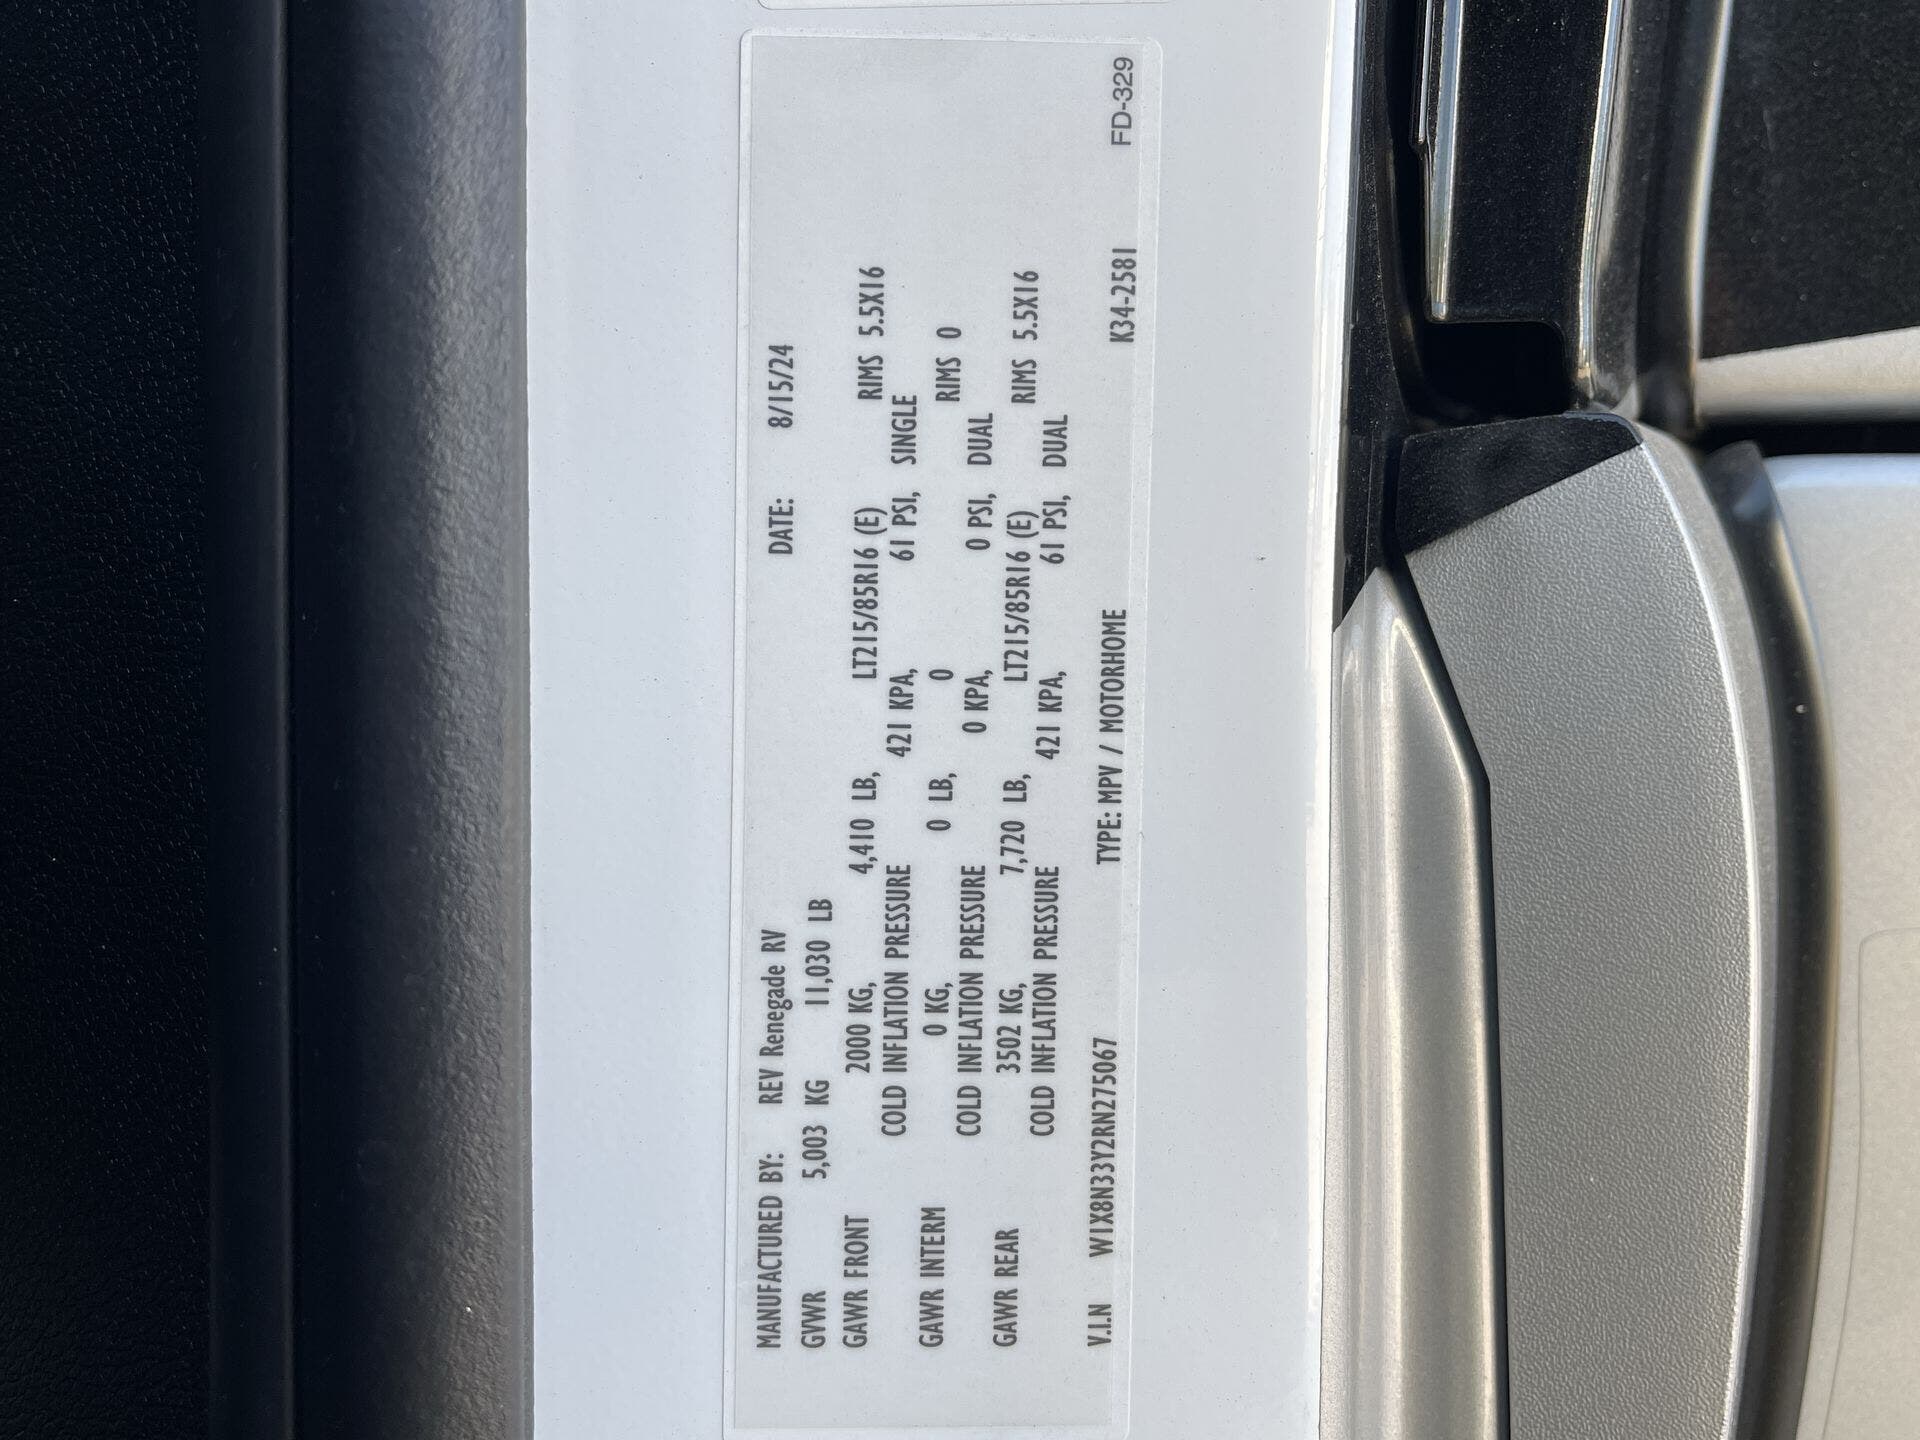 MANUFACTURED BY: REV Renegade RV DATE: 8/15/24
GVWR 5,003 KG 11,030 LB
GAWR FRONT 2000 KG, 4,410 LB, LT215/85R16 (E) RIMS 5.5X16
COLD INFLATION PRESSURE 421 KPA, 61 PSI, SINGLE
GAWR INTERM 0 KG, 0 LB, 0 RIMS 0
COLD INFLATION PRESSURE 0 KPA, 0 PSI, DUAL
GAWR REAR 3502 KG, 7,720 LB, LT215/85R16 (E) RIMS 5.5X16
COLD INFLATION PRESSURE 421 KPA, 61 PSI, DUAL
V.I.N W1X8N33Y2RN275067 TYPE: MPV / MOTORHOME K34-2581 FD-329